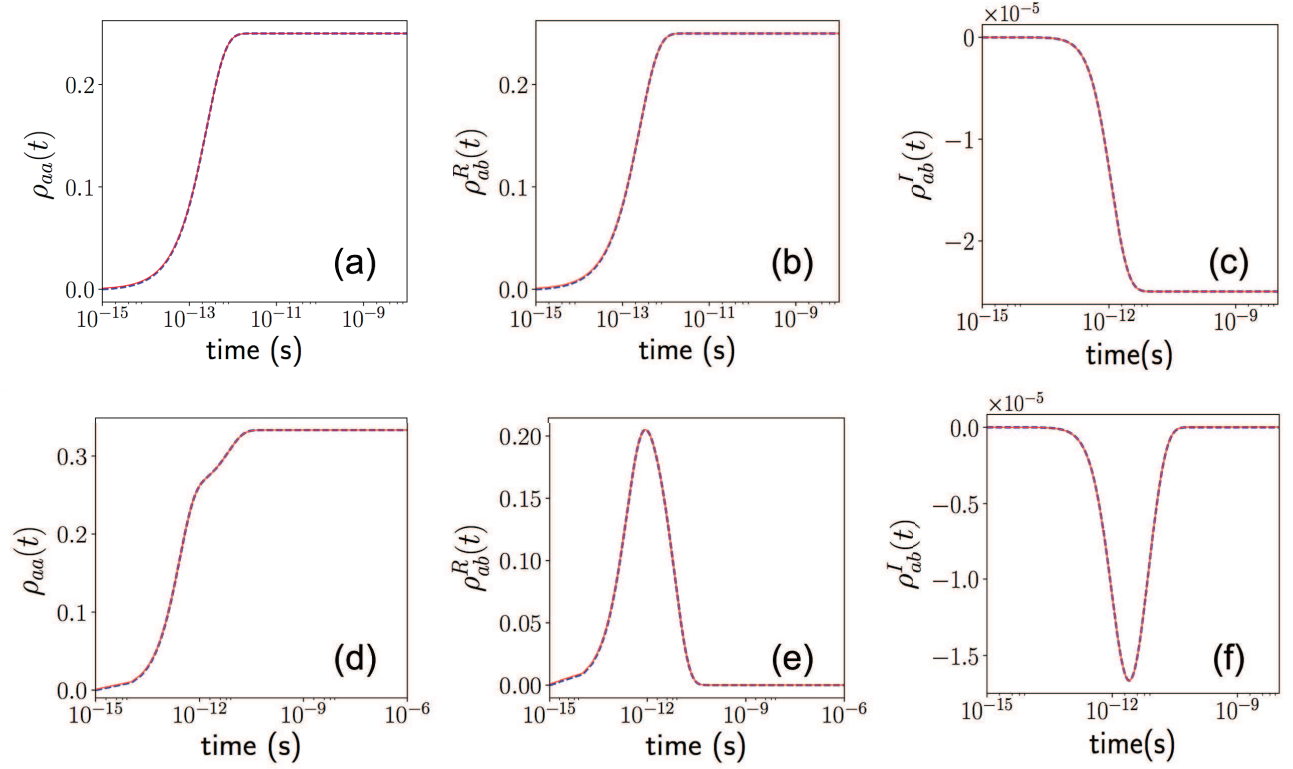 0.2
0.1
0.0
ρaa(t)
(a)
10⁻¹⁵ 10⁻¹³ 10⁻¹¹ 10⁻⁹
time (s)
0.2
0.1
0.0
ρᴿab(t)
(b)
10⁻¹⁵ 10⁻¹³ 10⁻¹¹ 10⁻⁹
time (s)
×10⁻⁵
0
−1
−2
ρᴵab(t)
(c)
10⁻¹⁵ 10⁻¹² 10⁻⁹
time(s)
0.3
0.2
0.1
0.0
ρaa(t)
(d)
10⁻¹⁵ 10⁻¹² 10⁻⁹ 10⁻⁶
time (s)
0.20
0.15
0.10
0.05
0.00
ρᴿab(t)
(e)
10⁻¹⁵ 10⁻¹² 10⁻⁹ 10⁻⁶
time (s)
×10⁻⁵
0.0
−0.5
−1.0
−1.5
ρᴵab(t)
(f)
10⁻¹⁵ 10⁻¹² 10⁻⁹
time(s)